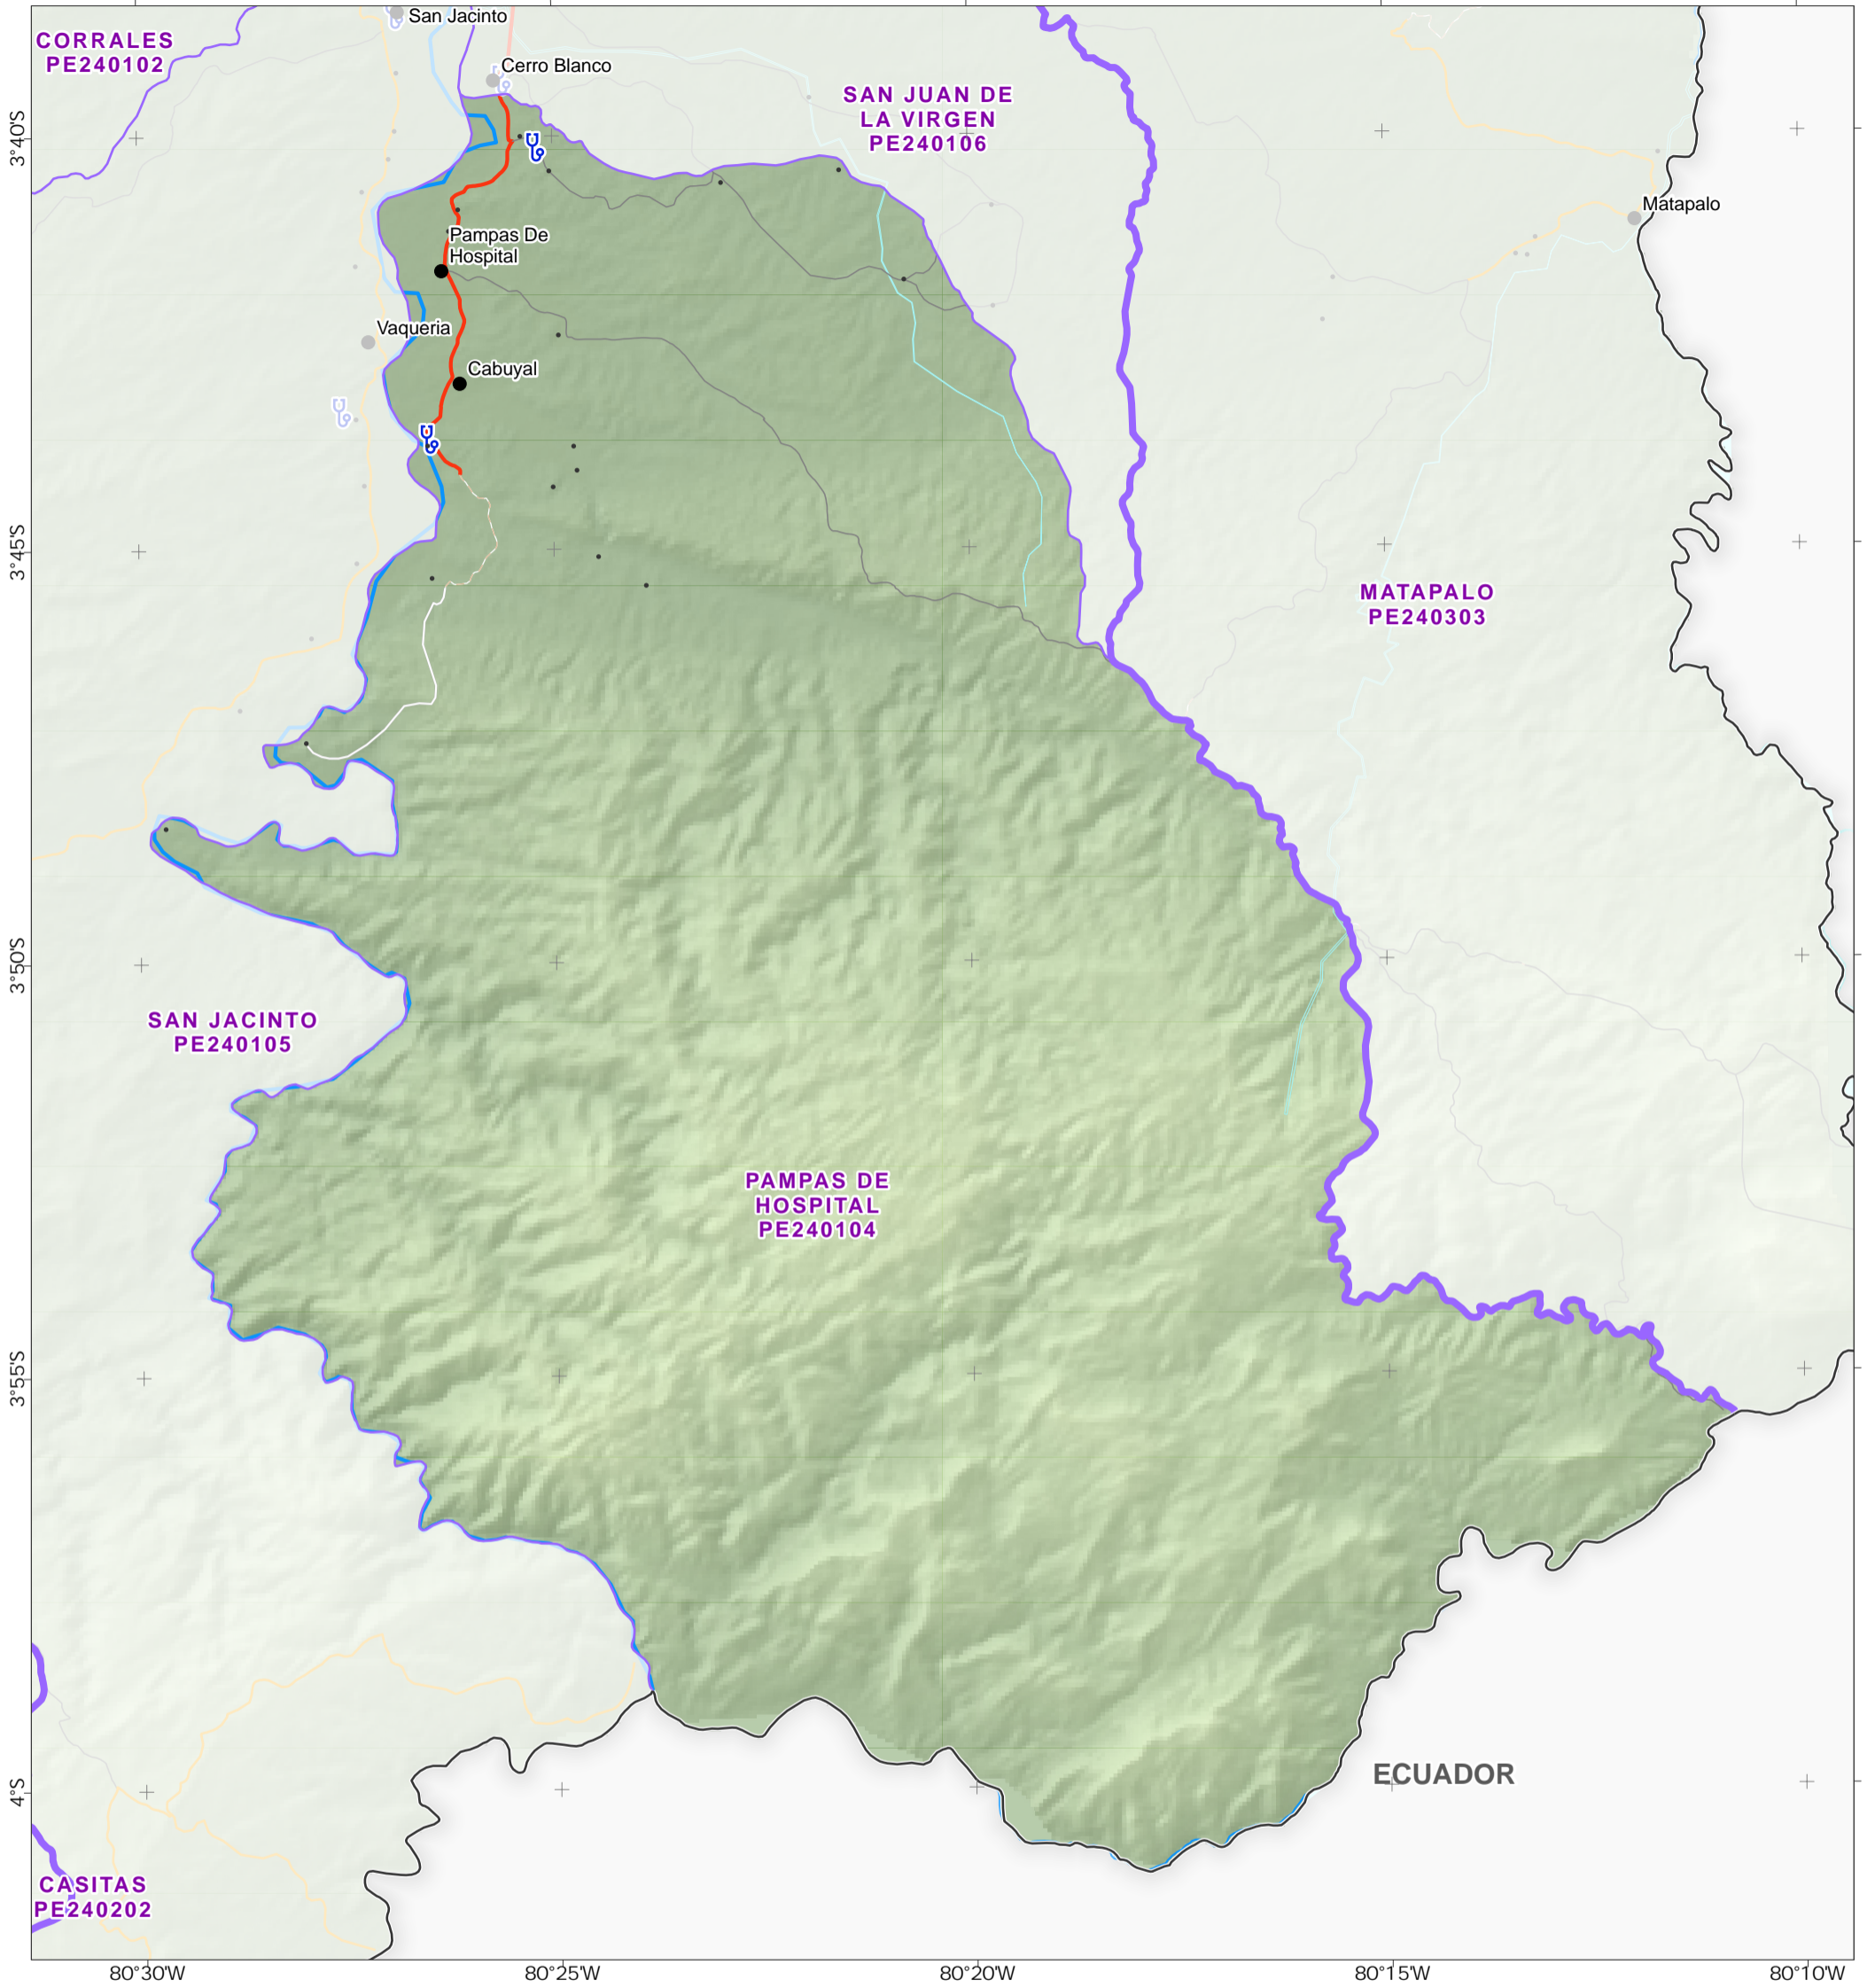 San Jacinto
CORRALES
PE240102
Cerro Blanco
SAN JUAN DE
LA VIRGEN
PE240106
3°40'S
Matapalo
Pampas De
Hospital
Vaqueria
Cabuyal
3°45'S
MATAPALO
PE240303
3°50'S
SAN JACINTO
PE240105
PAMPAS DE
HOSPITAL
PE240104
3°55'S
ECUADOR
4°S
CASITAS
PE240202
80°30'W
80°25'W
80°20'W
80°15'W
80°10'W